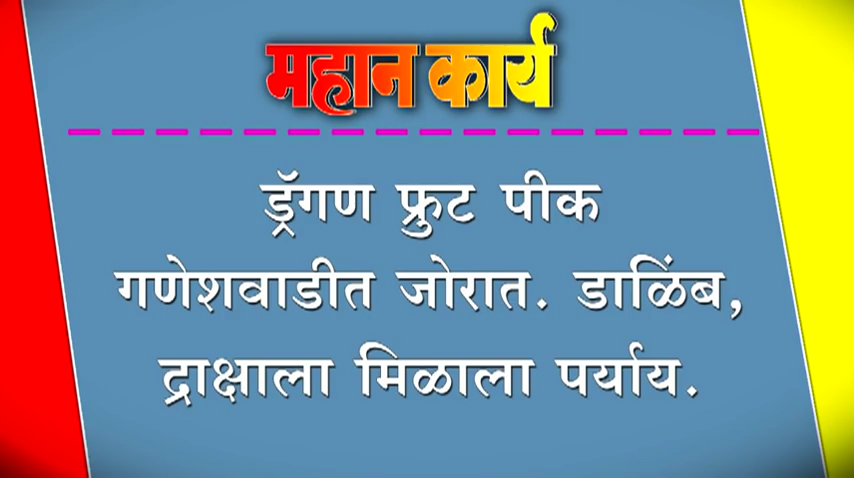 महान कार्य
ड्रॅगण फ्रुट पीक
गणेशवाडीत जोरात. डाळिंब,
द्राक्षाला मिळाला पर्याय.